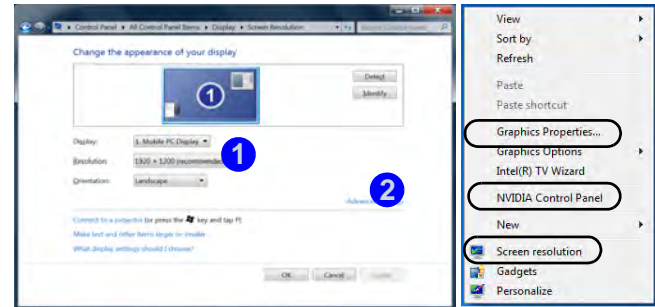 Control Panel ▸ All Control Panel Items ▸ Display ▸ Screen Resolution
Change the appearance of your display
1
Detect
Identify
Display: 1. Mobile PC Display
Resolution: 1920 × 1200 (recommended)
1
Orientation: Landscape
2
Connect to a projector (or press the key and tap P)
Make text and other items larger or smaller
What display settings should I choose?
OK
Cancel
View
Sort by
Refresh
Paste
Paste shortcut
Graphics Properties...
Graphics Options
Intel(R) TV Wizard
NVIDIA Control Panel
New
Screen resolution
Gadgets
Personalize